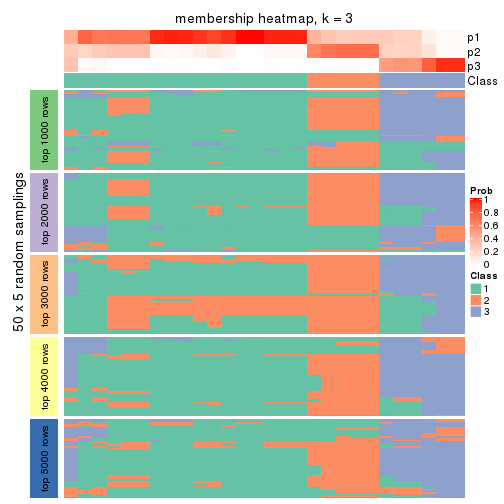 membership heatmap, k = 3
p1
p2
p3
Class
50 x 5 random samplings
top 1000 rows
top 2000 rows
top 3000 rows
top 4000 rows
top 5000 rows
Prob
1
0.8
0.6
0.4
0.2
0
Class
1
2
3